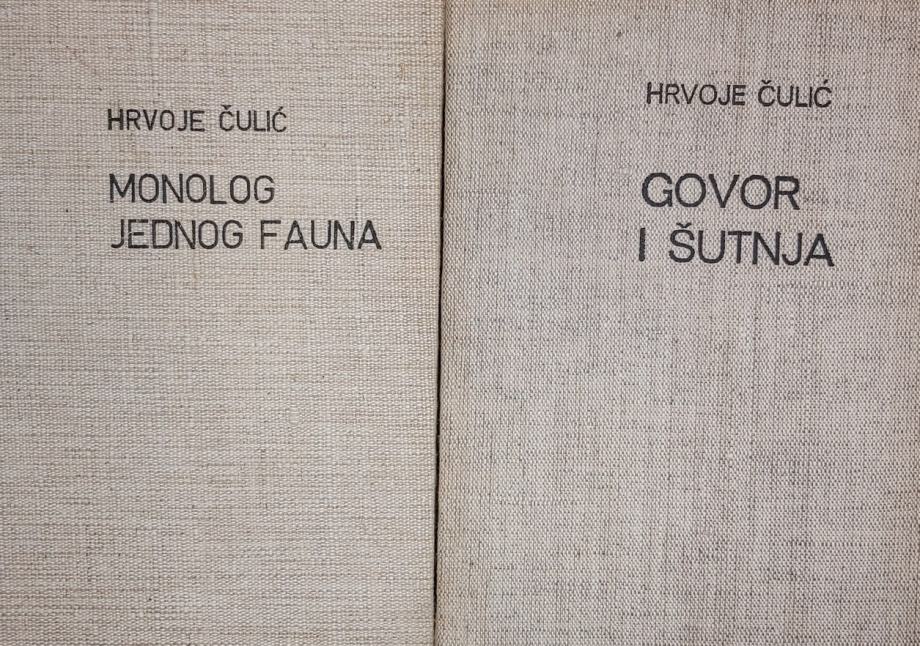 HRVOJE ČULIĆ
MONOLOG
JEDNOG FAUNA
HRVOJE ČULIĆ
GOVOR
I ŠUTNJA